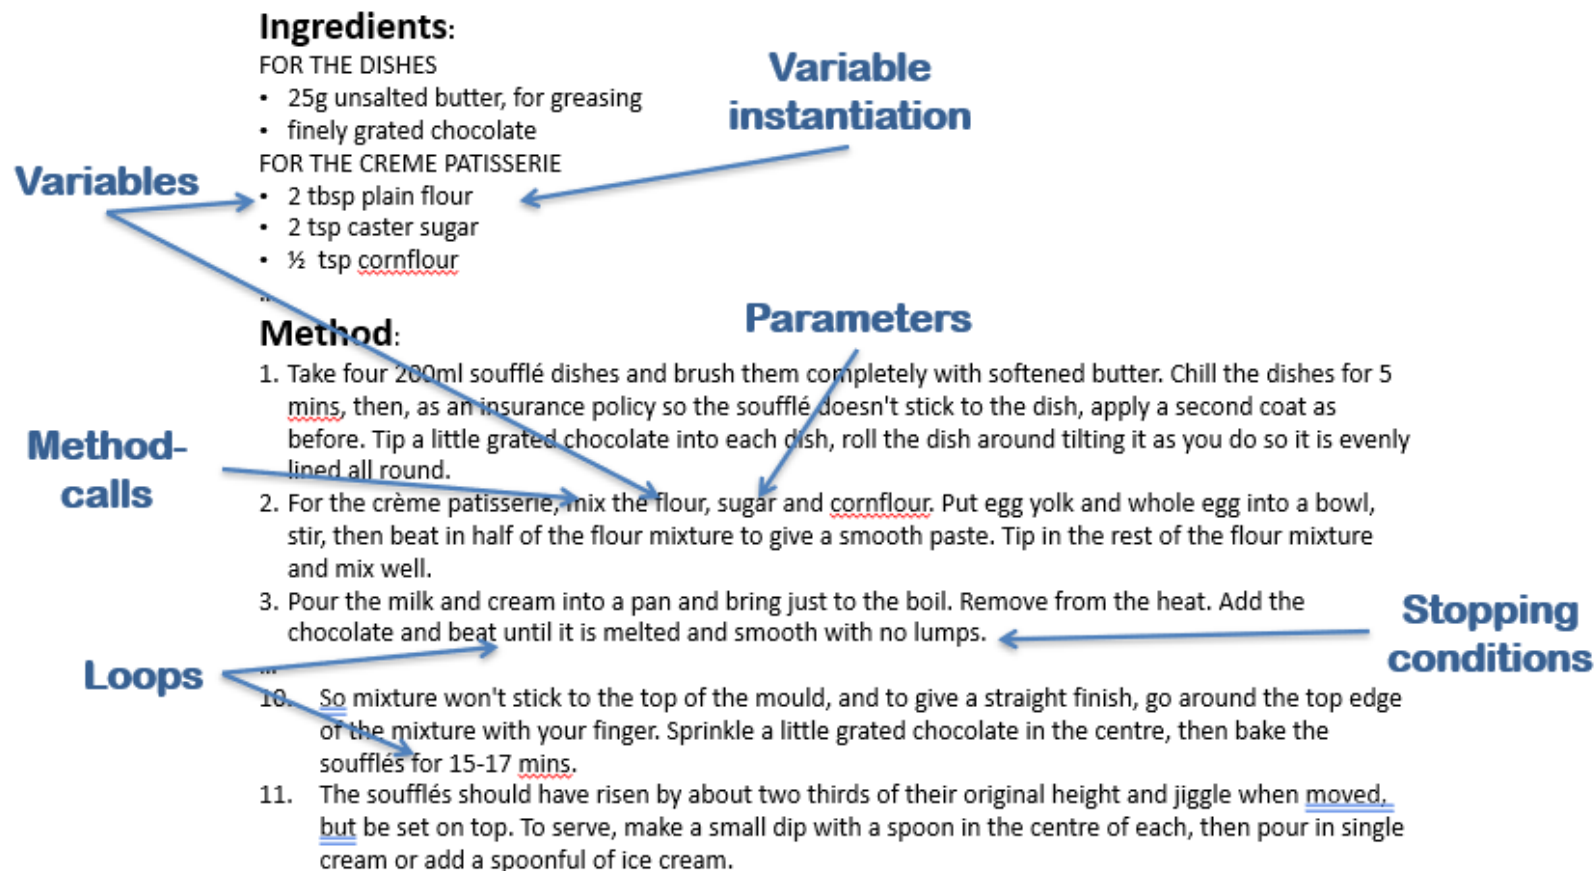 Ingredients:
FOR THE DISHES
• 25g unsalted butter, for greasing
• finely grated chocolate
FOR THE CREME PATISSERIE
• 2 tbsp plain flour
• 2 tsp caster sugar
• ½ tsp cornflour
...
Variable
instantiation
Variables
Method:
Parameters
1. Take four 200ml soufflé dishes and brush them completely with softened butter. Chill the dishes for 5
mins, then, as an insurance policy so the soufflé doesn't stick to the dish, apply a second coat as
before. Tip a little grated chocolate into each dish, roll the dish around tilting it as you do so it is evenly
lined all round.
Method-
calls
2. For the crème patisserie, mix the flour, sugar and cornflour. Put egg yolk and whole egg into a bowl,
stir, then beat in half of the flour mixture to give a smooth paste. Tip in the rest of the flour mixture
and mix well.
3. Pour the milk and cream into a pan and bring just to the boil. Remove from the heat. Add the
chocolate and beat until it is melted and smooth with no lumps.
Stopping
conditions
...
Loops
10. So mixture won't stick to the top of the mould, and to give a straight finish, go around the top edge
of the mixture with your finger. Sprinkle a little grated chocolate in the centre, then bake the
soufflés for 15-17 mins.
11. The soufflés should have risen by about two thirds of their original height and jiggle when moved,
but be set on top. To serve, make a small dip with a spoon in the centre of each, then pour in single
cream or add a spoonful of ice cream.